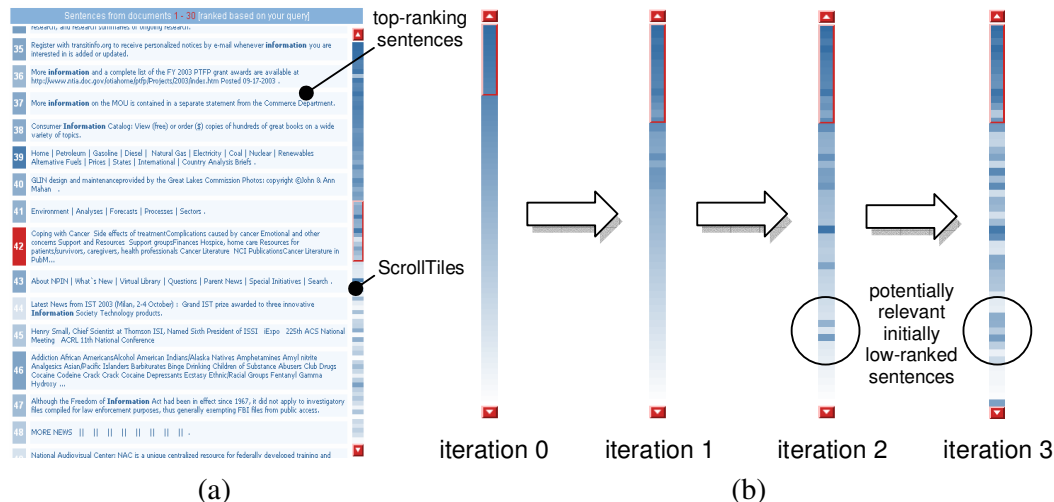 Sentences from documents 1 - 30 [ranked based on your query]
research, and research summaries of ongoing research.
35 Register with transitinfo.org to receive personalized notices by e-mail whenever information you are
interested in is added or updated.
36 More information and a complete list of the FY 2003 PTFP grant awards are available at
http://www.ntia.doc.gov/otiahome/ptfp/Projects/2003/index.htm Posted 09-17-2003 .
37 More information on the MOU is contained in a separate statement from the Commerce Department.
38 Consumer Information Catalog: View (free) or order ($) copies of hundreds of great books on a wide
variety of topics.
39 Home | Petroleum | Gasoline | Diesel | Natural Gas | Electricity | Coal | Nuclear | Renewables
Alternative Fuels | Prices | States | International | Country Analysis Briefs .
40 GLIN design and maintenanceprovided by the Great Lakes Commission Photos: copyright ©John & Ann
Mahan .
41 Environment | Analyses | Forecasts | Processes | Sectors .
42 Coping with Cancer Side effects of treatmentComplications caused by cancer Emotional and other
concerns Support and Resources Support groupsFinances Hospice, home care Resources for
patients/survivors, caregivers, health professionals Cancer Literature NCI PublicationsCancer Literature in
PubM...
43 About NPIN | What`s New | Virtual Library | Questions | Parent News | Special Initiatives | Search .
44 Latest News from IST 2003 (Milan, 2-4 October) : Grand IST prize awarded to three innovative
Information Society Technology products.
45 Henry Small, Chief Scientist at Thomson ISI, Named Sixth President of ISSI iExpo 225th ACS National
Meeting ACRL 11th National Conference
46 Addiction African AmericansAlcohol American Indians/Alaska Natives Amphetamines Amyl nitrite
Analgesics Asian/Pacific Islanders Barbiturates Binge Drinking Children of Substance Abusers Club Drugs
Cocaine Codeine Crack Crack Cocaine Depressants Ecstasy Ethnic/Racial Groups Fentanyl Gamma
Hydroxy ...
47 Although the Freedom of Information Act had been in effect since 1967, it did not apply to investigatory
files compiled for law enforcement purposes, thus generally exempting FBI files from public access.
48 MORE NEWS || || || || || || || || .
National Audiovisual Center: NAC is a unique centralized resource for federally developed training and
top-ranking
sentences
ScrollTiles
(a)
potentially
relevant
initially
low-ranked
sentences
iteration 0
iteration 1
iteration 2
iteration 3
(b)